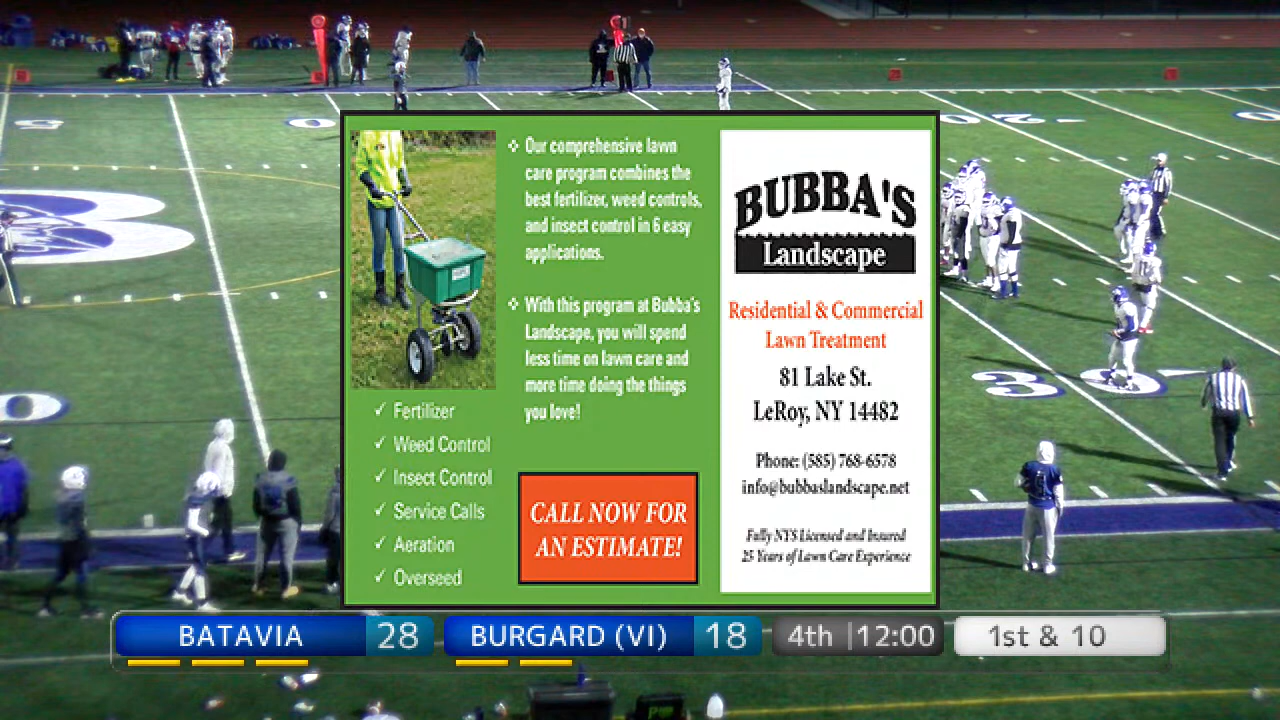 Our comprehensive lawn
care program combines the
best fertilizer, weed controls,
and insect control in 6 easy
applications.
With this program at Bubba's
Landscape, you will spend
less time on lawn care and
more time doing the things
you love!
✓ Fertilizer
✓ Weed Control
✓ Insect Control
✓ Service Calls
✓ Aeration
✓ Overseed
CALL NOW FOR
AN ESTIMATE!
BUBBA'S
Landscape
Residential & Commercial
Lawn Treatment
81 Lake St.
LeRoy, NY 14482
Phone: (585) 768-6578
info@bubbaslandscape.net
Fully NYS Licensed and Insured
25 Years of Lawn Care Experience
BATAVIA 28 BURGARD (VI) 18 4th | 12:00 1st & 10